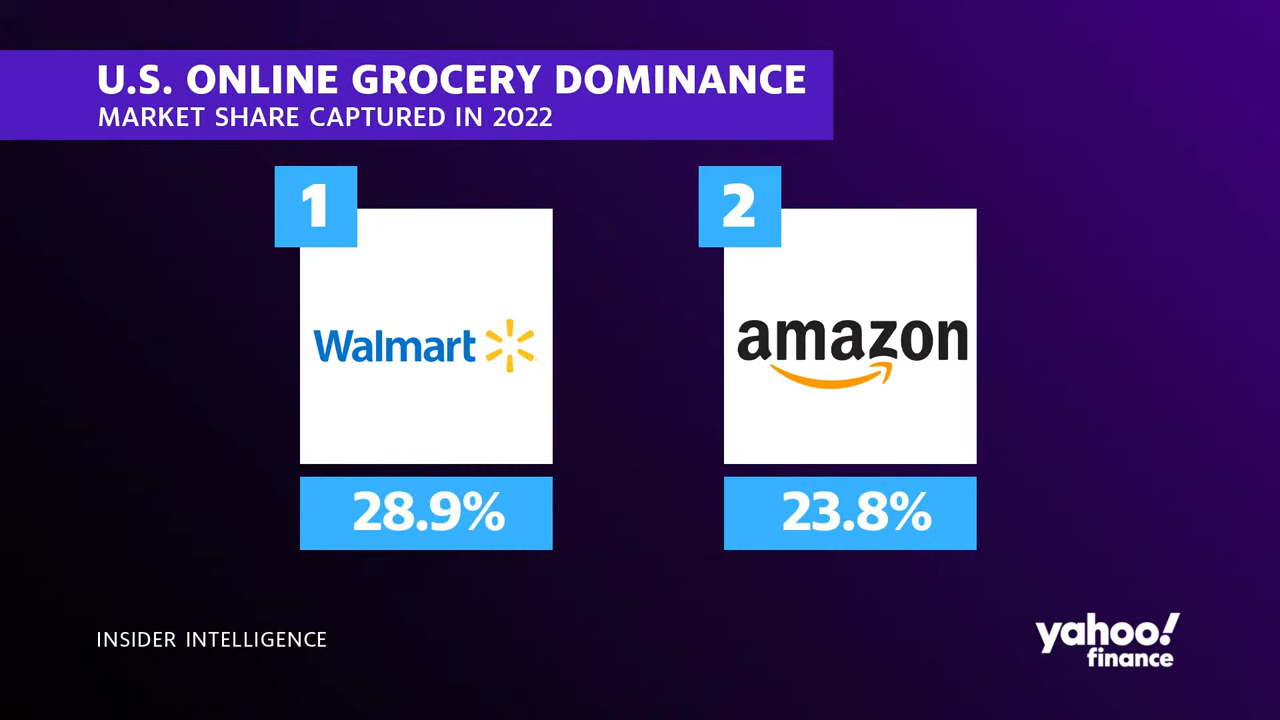 U.S. ONLINE GROCERY DOMINANCE
MARKET SHARE CAPTURED IN 2022
1
Walmart
28.9%
2
amazon
23.8%
INSIDER INTELLIGENCE
yahoo!
finance